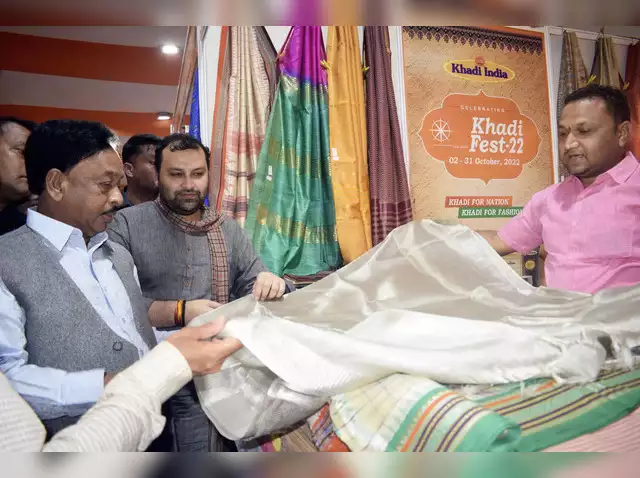 Khadi India
CELEBRATING
Khadi
Fest-22
02 - 21 October, 2022
KHADI FOR NATION
KHADI FOR FASHION